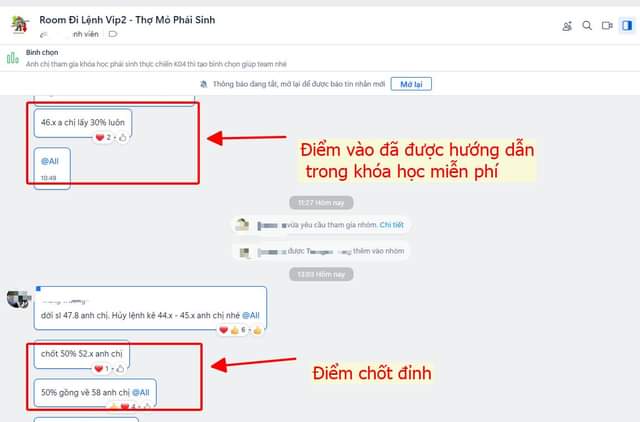 Room Đi Lệnh Vip2 - Thợ Mỏ Phái Sinh
ành viên
Bình chọn
Anh chị tham gia khóa học phái sinh thực chiến K04 thì tạo bình chọn giúp team nhé
Thông báo đang tắt, mở lại để được báo tin nhắn mới
Mở lại
46.x a chị lấy 30% luôn
2
@All
10:49
Điểm vào đã được hướng dẫn
trong khóa học miễn phí
11:27 Hôm nay
vừa yêu cầu tham gia nhóm. Chi tiết
được
thêm vào nhóm
13:03 Hôm nay
dời sl 47.8 anh chị. Hủy lệnh kê 44.x - 45.x anh chị nhé @All
6
chốt 50% 52.x anh chị
1
Điểm chốt đỉnh
50% gồng về 58 anh chị @All
4